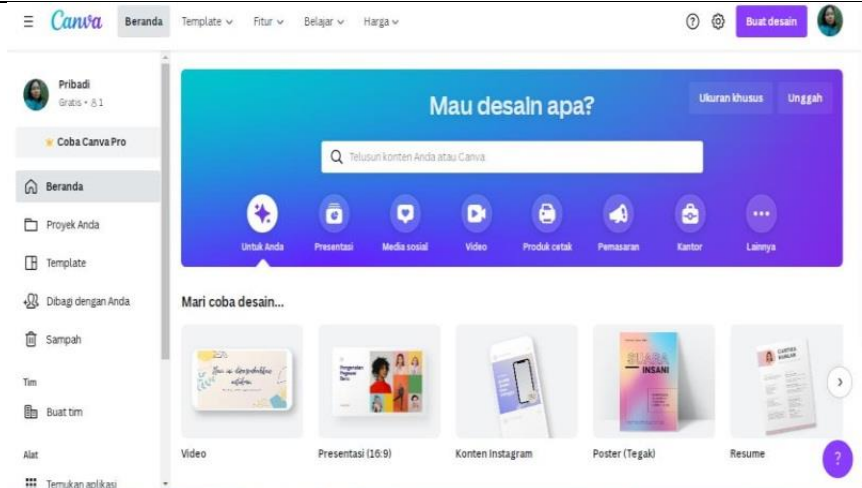 Canva
Beranda
Template
Fitur
Belajar
Harga
Buat desain
Pribadi
Gratis • 1
Coba Canva Pro
Beranda
Proyek Anda
Template
Dibagi dengan Anda
Sampah
Tim
Buat tim
Alat
Temukan aplikasi
Mau desain apa?
Ukuran khusus
Unggah
Telusuri konten Anda atau Canva
Untuk Anda
Presentasi
Media sosial
Video
Produk cetak
Pemasaran
Kantor
Lainnya
Mari coba desain...
SUARA
INSANI
Video
Presentasi (16:9)
Konten Instagram
Poster (Tegak)
Resume
?